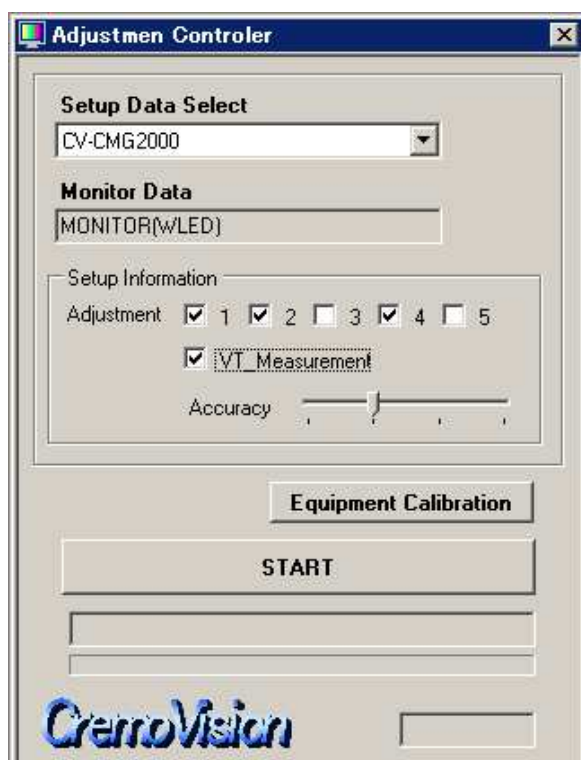 Adjustmen Controler
Setup Data Select
CV-CMG2000
Monitor Data
MONITOR(WLED)
Setup Information
Adjustment 1 2 3 4 5
VT_Measurement
Accuracy
Equipment Calibration
START
CremoVision